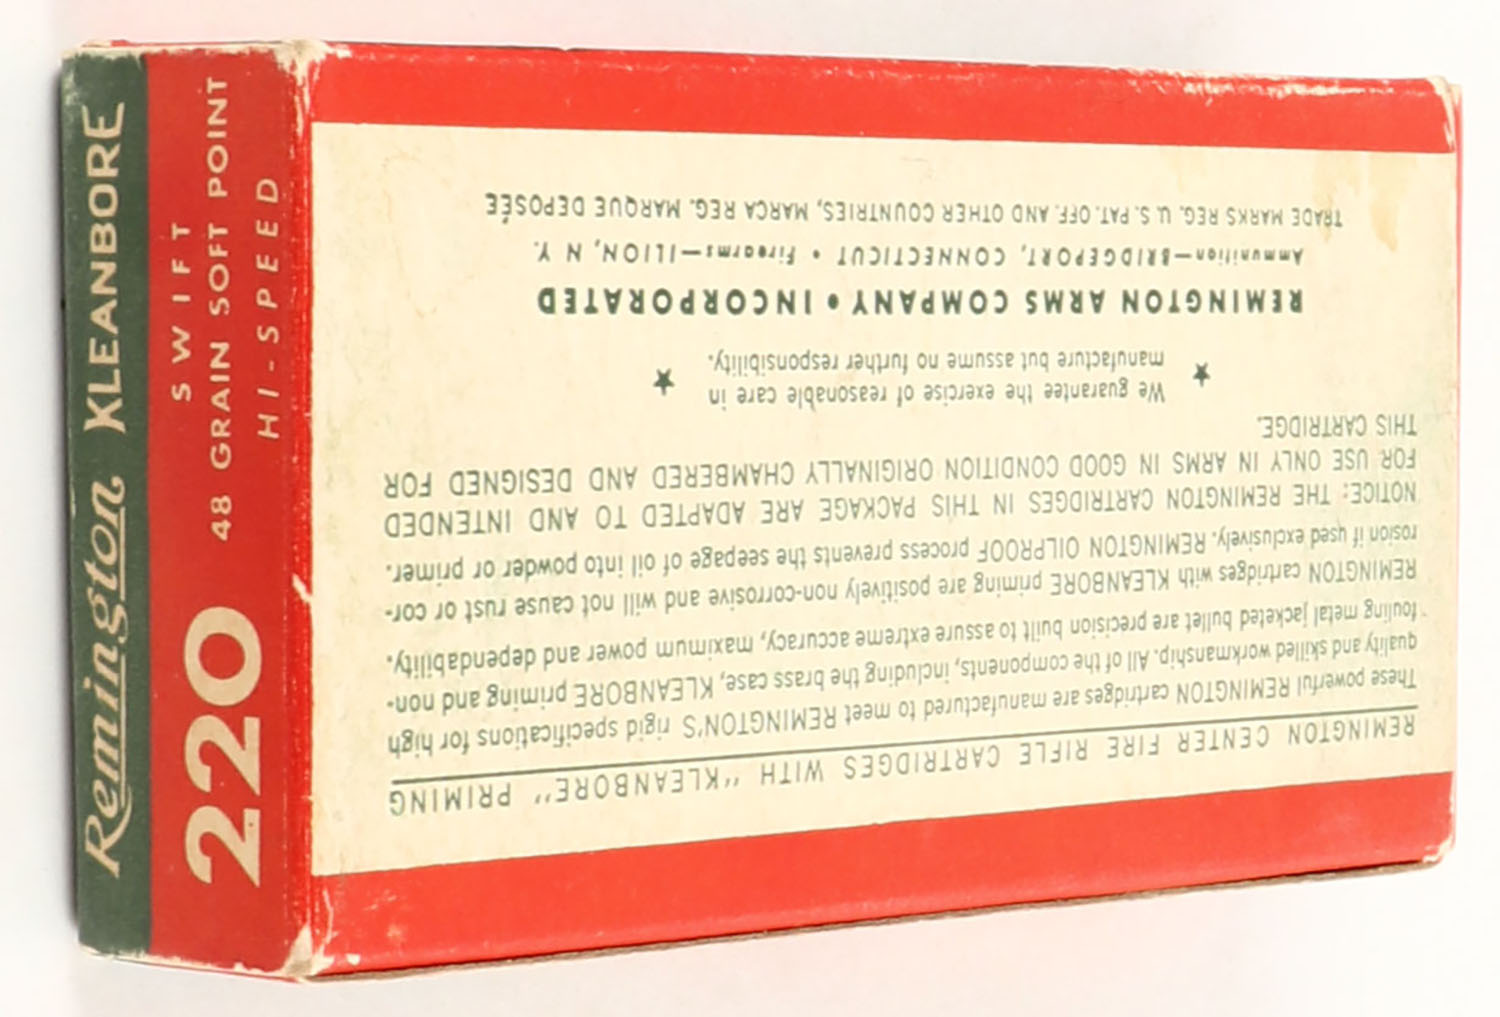 Remington KLEANBORE
220 SWIFT
48 GRAIN SOFT POINT
HI-SPEED
REMINGTON CENTER FIRE RIFLE CARTRIDGES WITH "KLEANBORE" PRIMING
These powerful REMINGTON cartridges are manufactured to meet REMINGTON'S rigid specifications for high
quality and skilled workmanship. All of the components, including the brass case, KLEANBORE priming and non-
fouling metal jacketed bullet are precision built to assure extreme accuracy, maximum power and dependability.
REMINGTON cartridges with KLEANBORE priming are positively non-corrosive and will not cause rust or cor-
rosion if used exclusively. REMINGTON OILPROOF process prevents the seepage of oil into powder or primer.
NOTICE: THE REMINGTON CARTRIDGES IN THIS PACKAGE ARE ADAPTED TO AND INTENDED
FOR USE ONLY IN ARMS IN GOOD CONDITION ORIGINALLY CHAMBERED AND DESIGNED FOR
THIS CARTRIDGE.
We guarantee the exercise of reasonable care in
manufacture but assume no further responsibility.
REMINGTON ARMS COMPANY • INCORPORATED
Ammunition—BRIDGEPORT, CONNECTICUT • Firearms—ILION, N. Y.
TRADE MARKS REG. U. S. PAT. OFF. AND OTHER COUNTRIES, MARCA REG. MARQUE DEPOSÉE